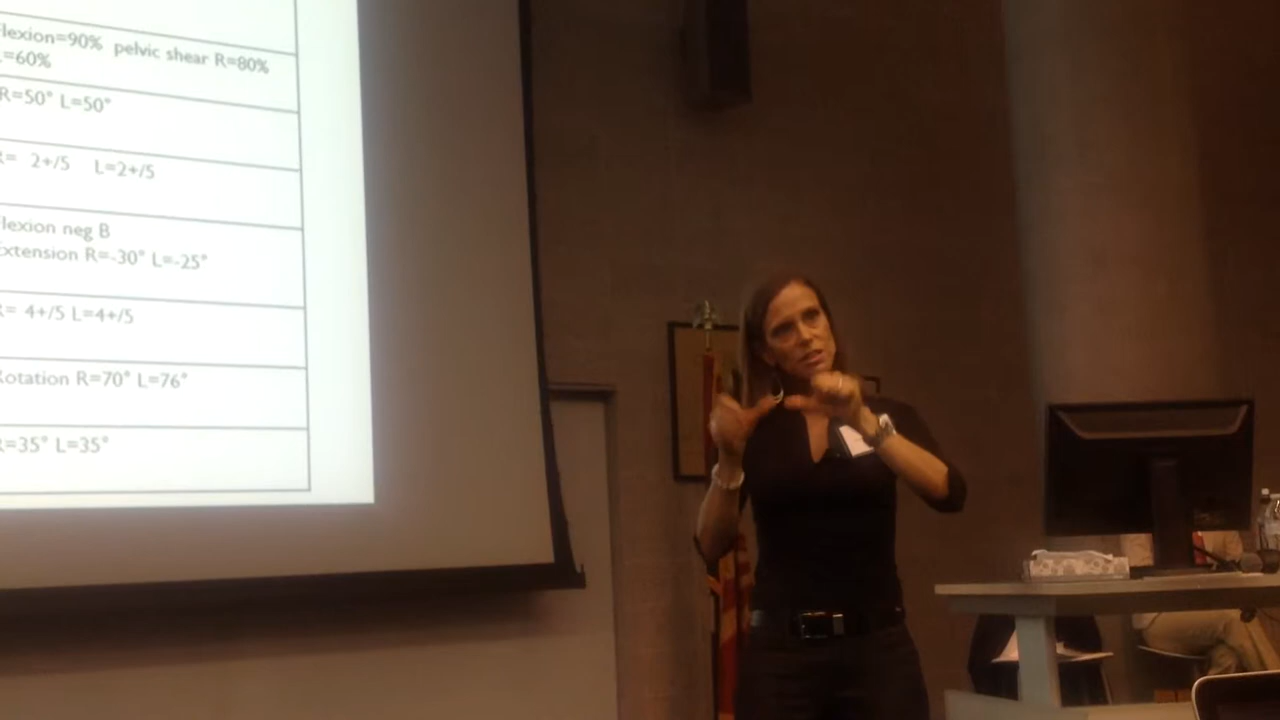 lexion=90% pelvic shear R=80%
L=60%
R=50° L=50°
R= 2+/5 L=2+/5
lexion neg B
Extension R=-30° L=-25°
R= 4+/5 L=4+/5
Rotation R=70° L=76°
R=35° L=35°